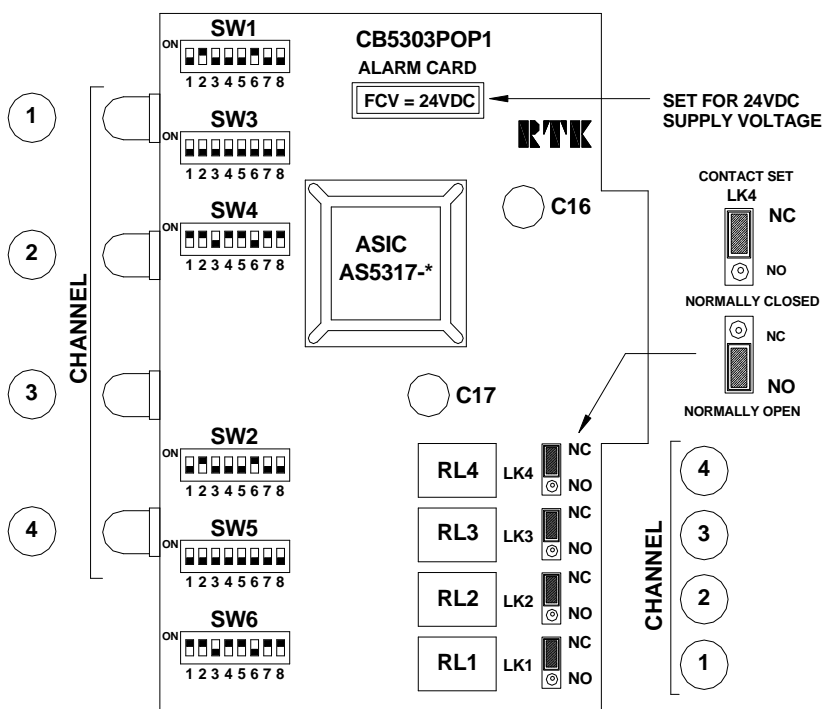 SW1
ON
1 2 3 4 5 6 7 8
CB5303POP1
ALARM CARD
FCV = 24VDC
SET FOR 24VDC
SUPPLY VOLTAGE
RTK
1
SW3
ON
1 2 3 4 5 6 7 8
CONTACT SET
LK4
NC
NO
NORMALLY CLOSED
NC
NO
NORMALLY OPEN
SW4
ON
1 2 3 4 5 6 7 8
C16
ASIC
AS5317-*
2
CHANNEL
3
C17
SW2
ON
1 2 3 4 5 6 7 8
RL4
LK4
NC
NO
4
4
SW5
ON
1 2 3 4 5 6 7 8
RL3
LK3
NC
NO
3
CHANNEL
RL2
LK2
NC
NO
2
SW6
ON
1 2 3 4 5 6 7 8
RL1
LK1
NC
NO
1